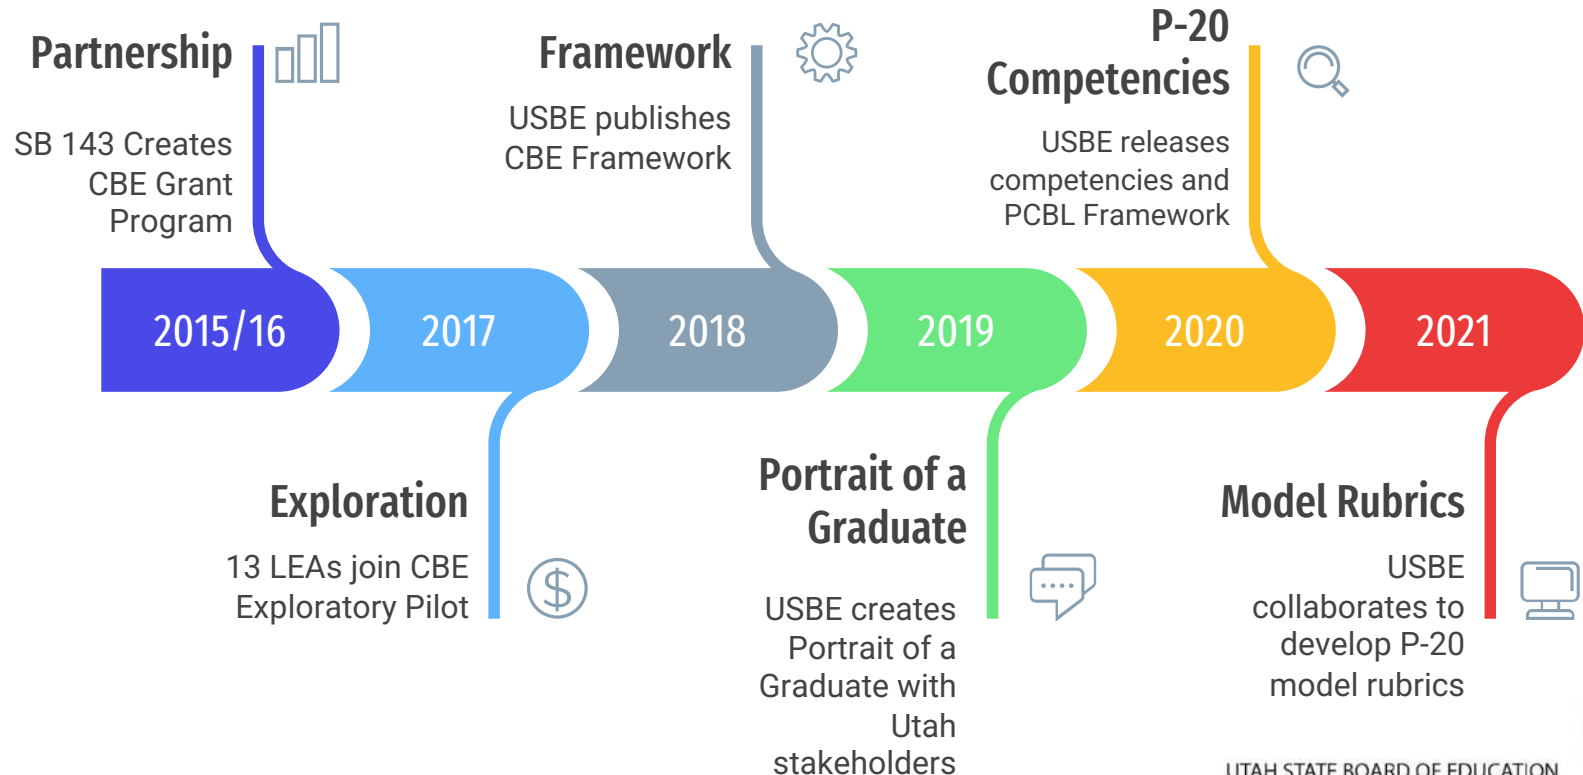 Partnership
SB 143 Creates
CBE Grant
Program
Framework
USBE publishes
CBE Framework
P-20
Competencies
USBE releases
competencies and
PCBL Framework
2015/16
2017
2018
2019
2020
2021
Exploration
13 LEAs join CBE
Exploratory Pilot
$
Portrait of a
Graduate
USBE creates
Portrait of a
Graduate with
Utah
stakeholders
Model Rubrics
USBE
collaborates to
develop P-20
model rubrics
UTAH STATE BOARD OF EDUCATION